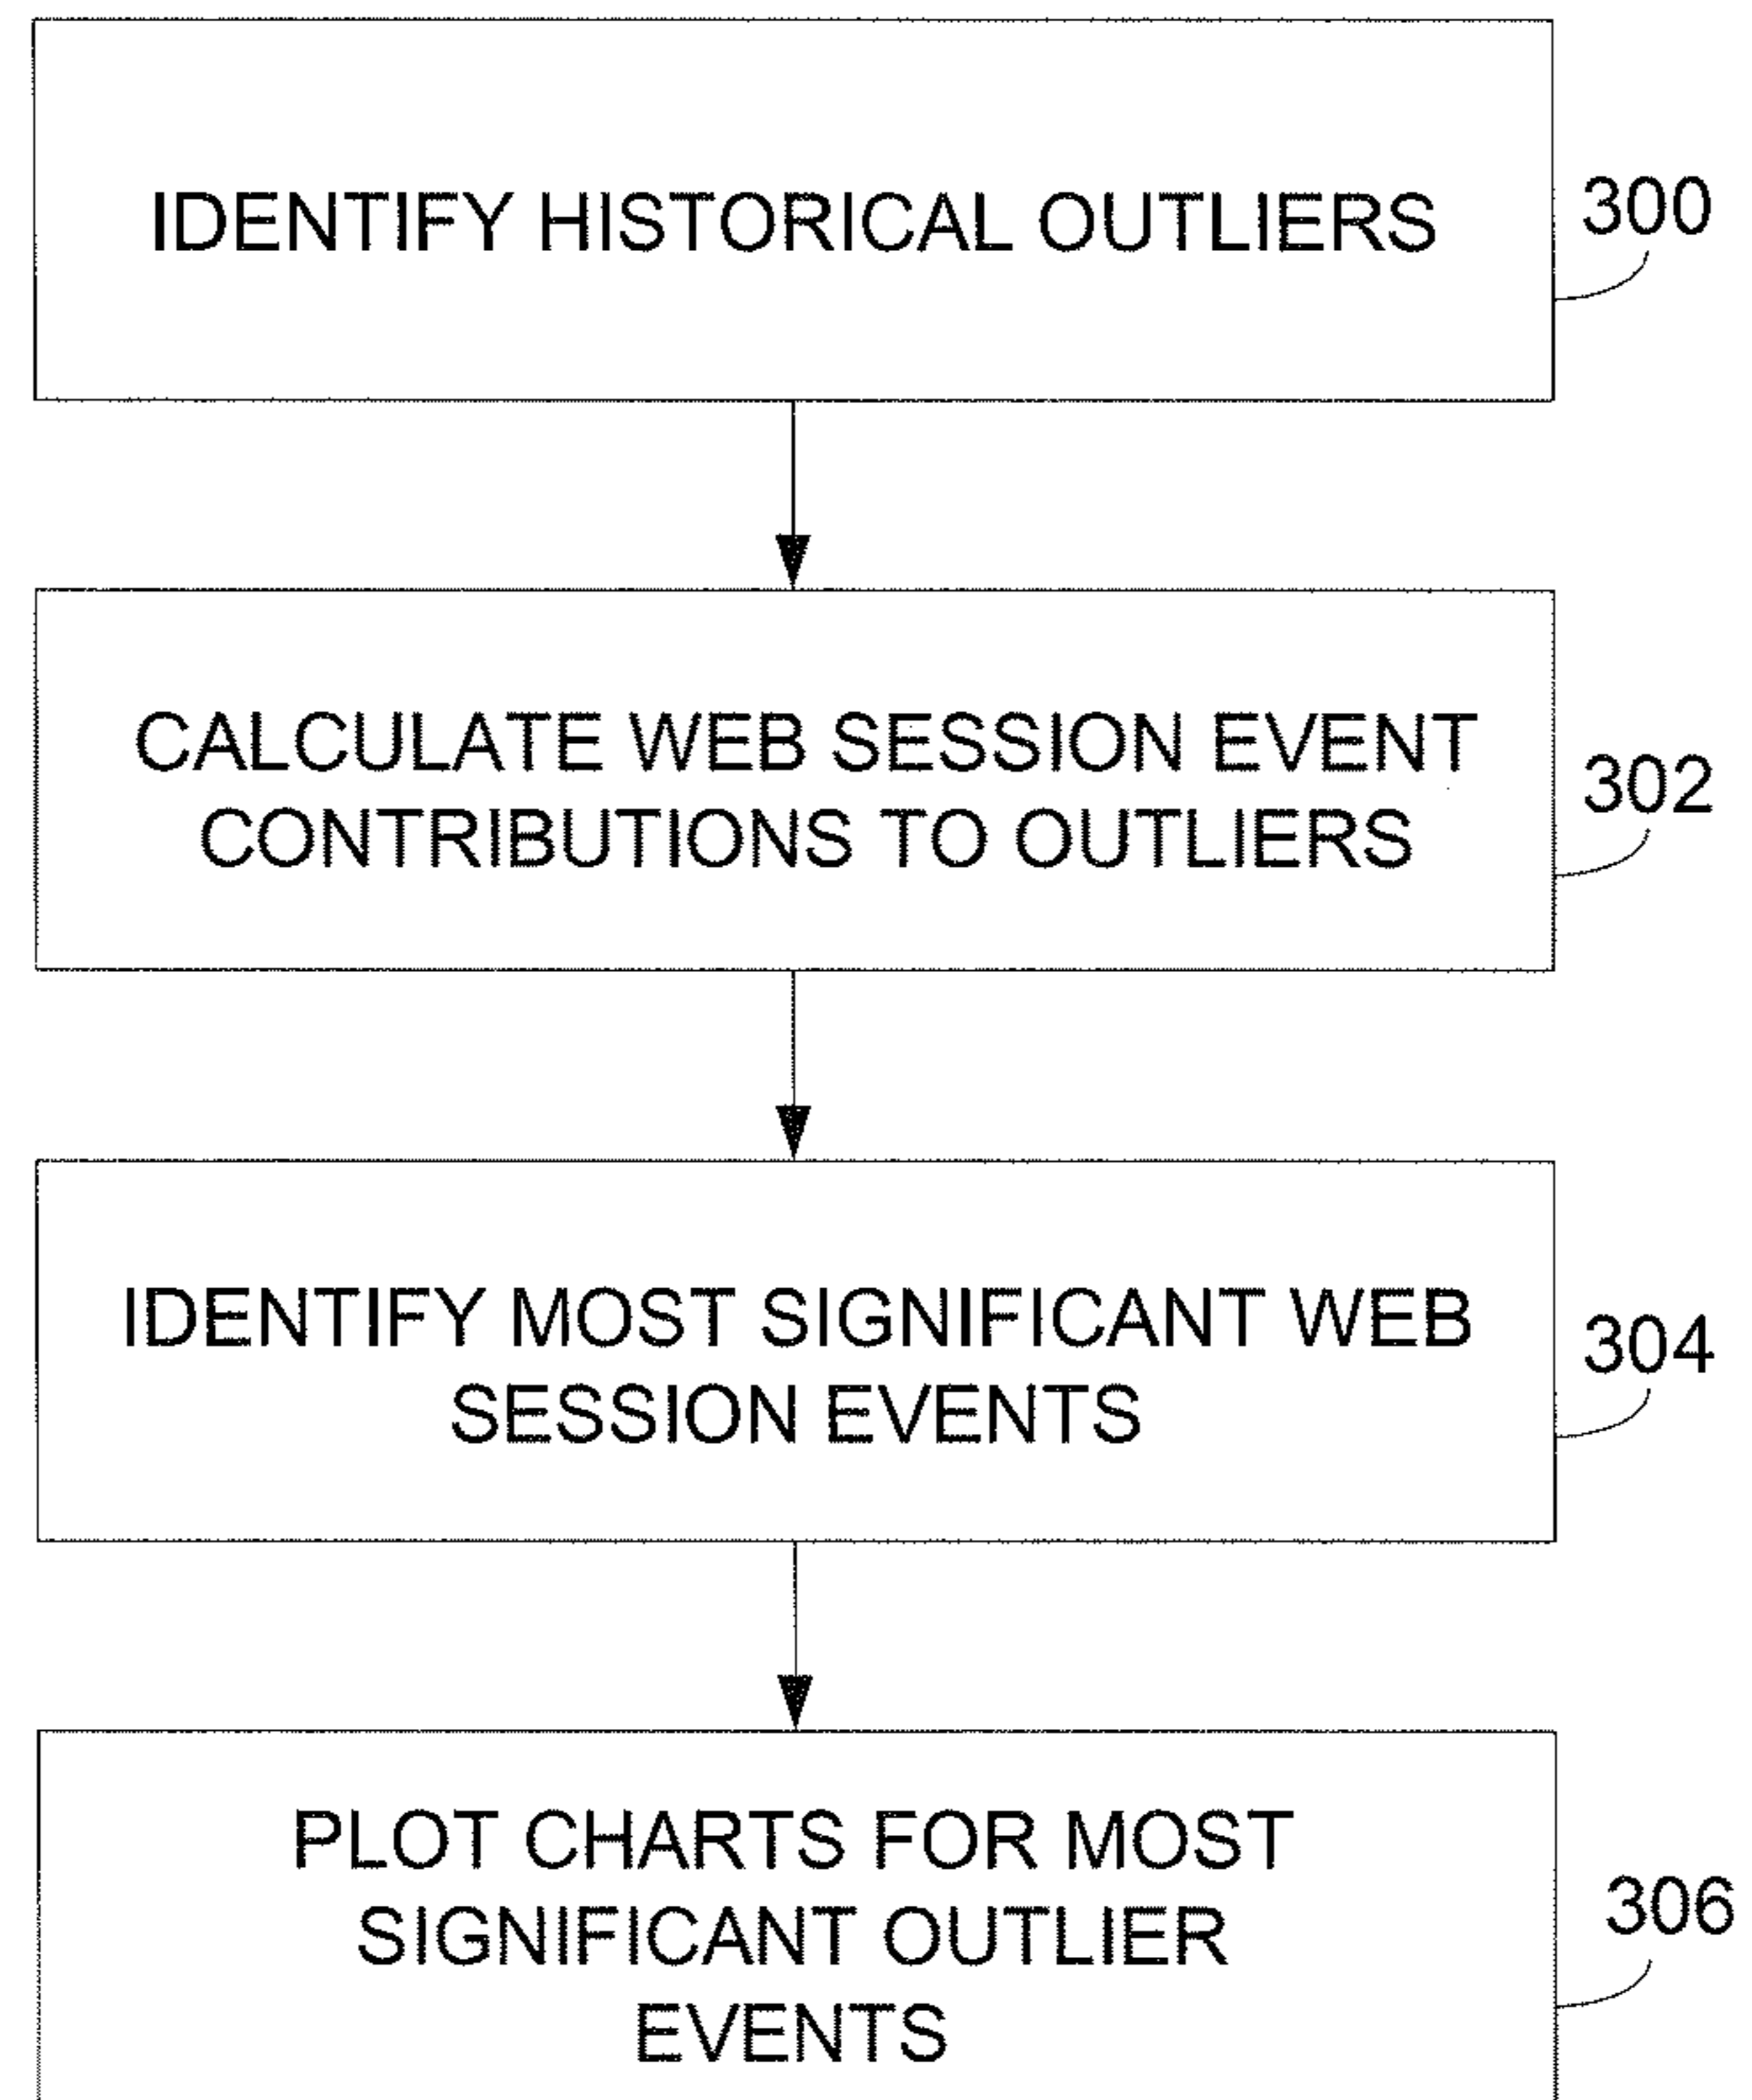 IDENTIFY HISTORICAL OUTLIERS
300
CALCULATE WEB SESSION EVENT
CONTRIBUTIONS TO OUTLIERS
302
IDENTIFY MOST SIGNIFICANT WEB
SESSION EVENTS
304
PLOT CHARTS FOR MOST
SIGNIFICANT OUTLIER
EVENTS
306